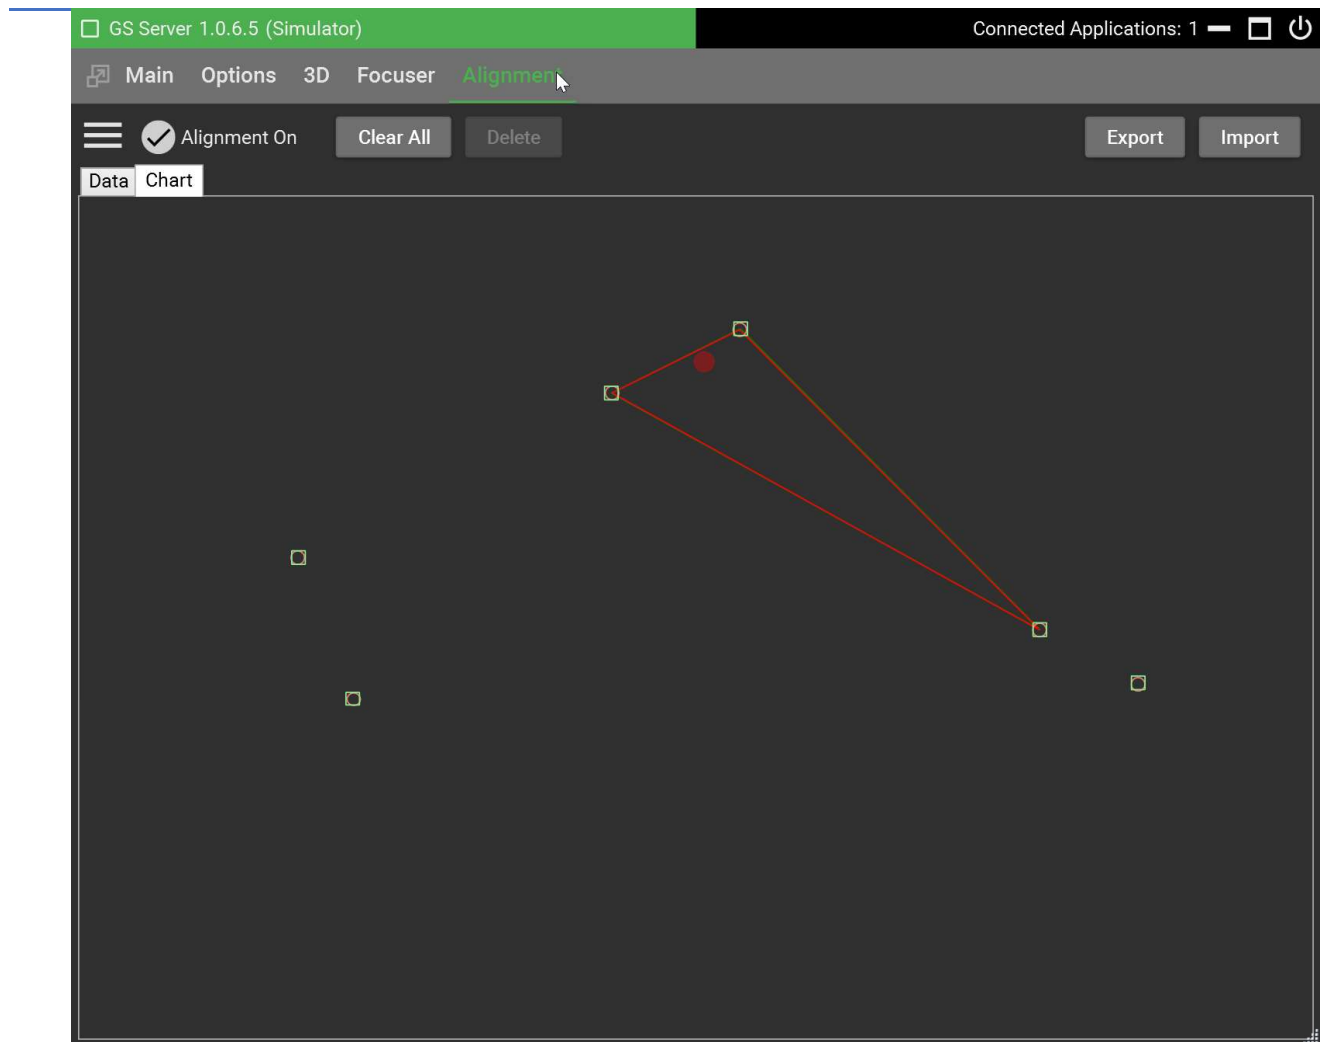 GS Server 1.0.6.5 (Simulator) Connected Applications: 1
Main Options 3D Focuser Alignment
Alignment On Clear All Delete Export Import
Data Chart